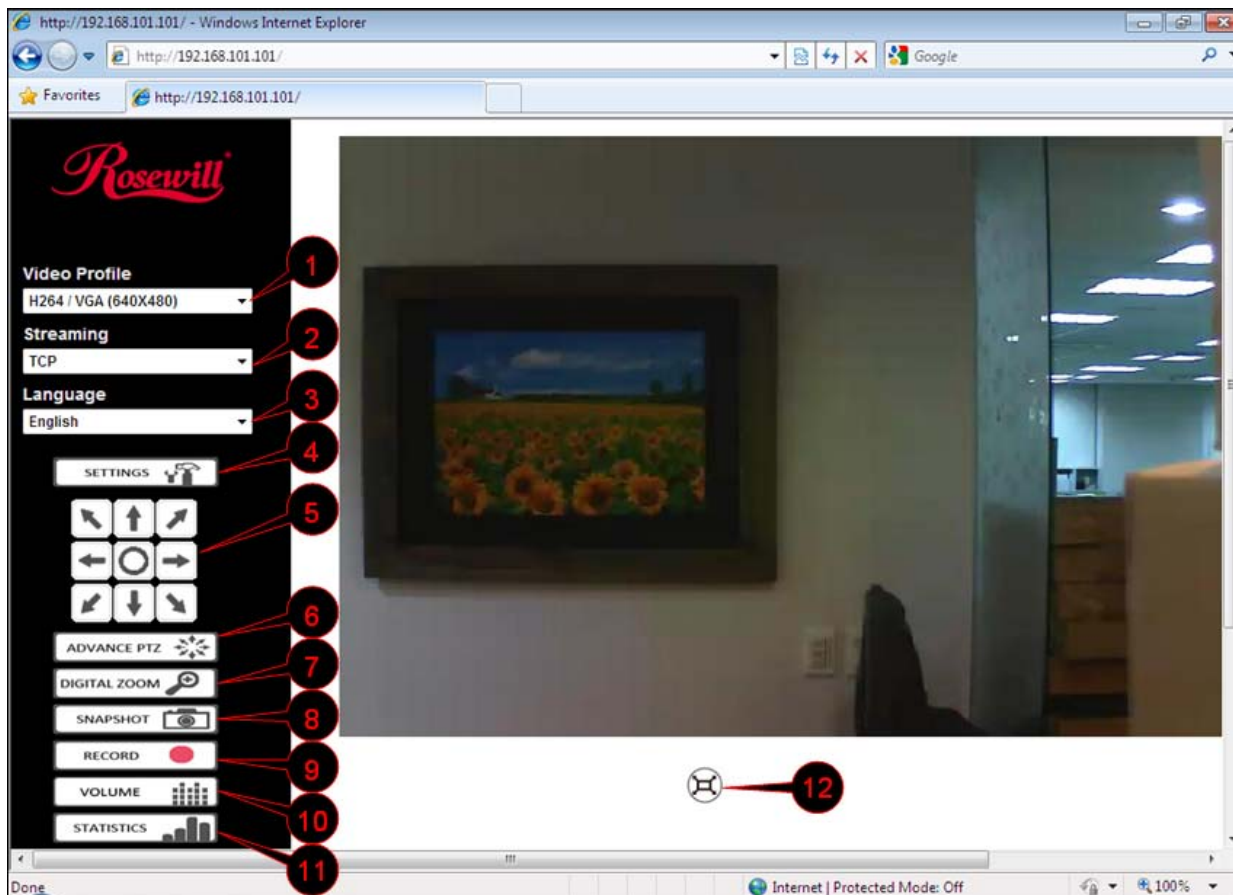 http://192.168.101.101/ - Windows Internet Explorer
http://192.168.101.101/
Google
Favorites
http://192.168.101.101/
Rosewill
Video Profile
1
H264 / VGA (640X480)
Streaming
2
TCP
Language
3
English
4
SETTINGS
5
6
ADVANCE PTZ
7
DIGITAL ZOOM
8
SNAPSHOT
9
RECORD
10
VOLUME
11
STATISTICS
12
Done
Internet | Protected Mode: Off
100%